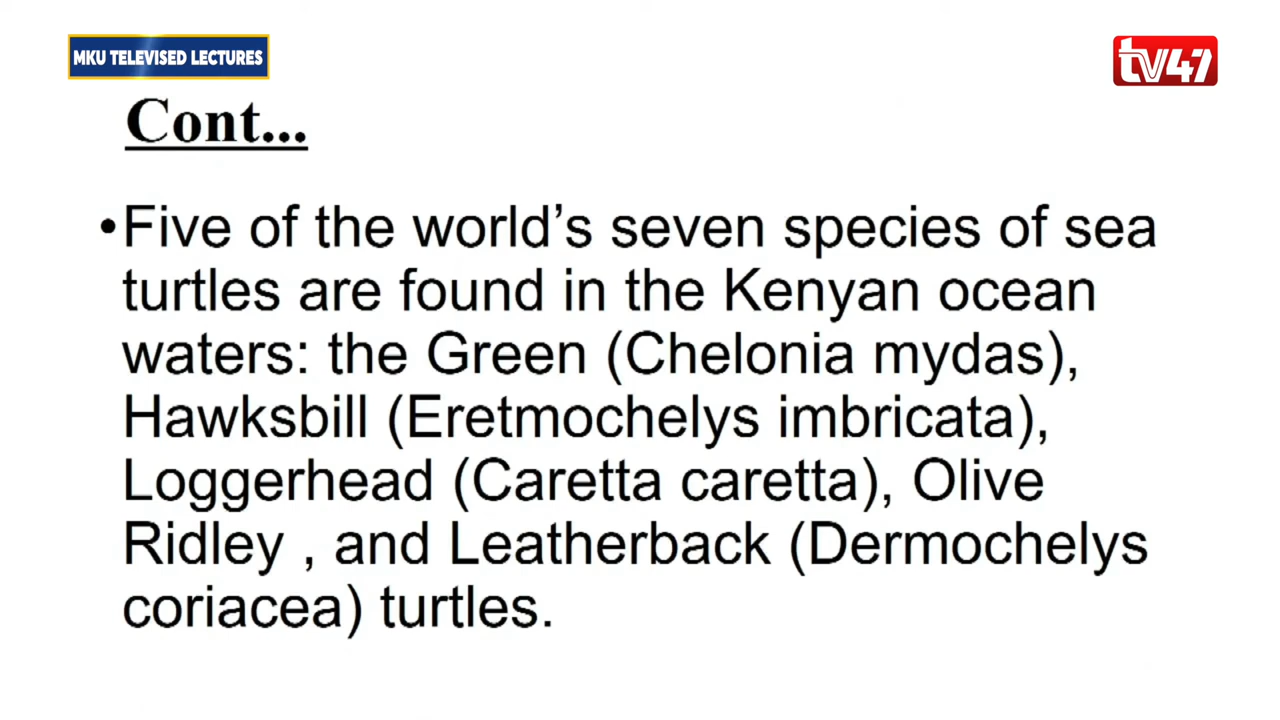 MKU TELEVISED LECTURES
tv47
Cont...
•Five of the world’s seven species of sea
turtles are found in the Kenyan ocean
waters: the Green (Chelonia mydas),
Hawksbill (Eretmochelys imbricata),
Loggerhead (Caretta caretta), Olive
Ridley , and Leatherback (Dermochelys
coriacea) turtles.